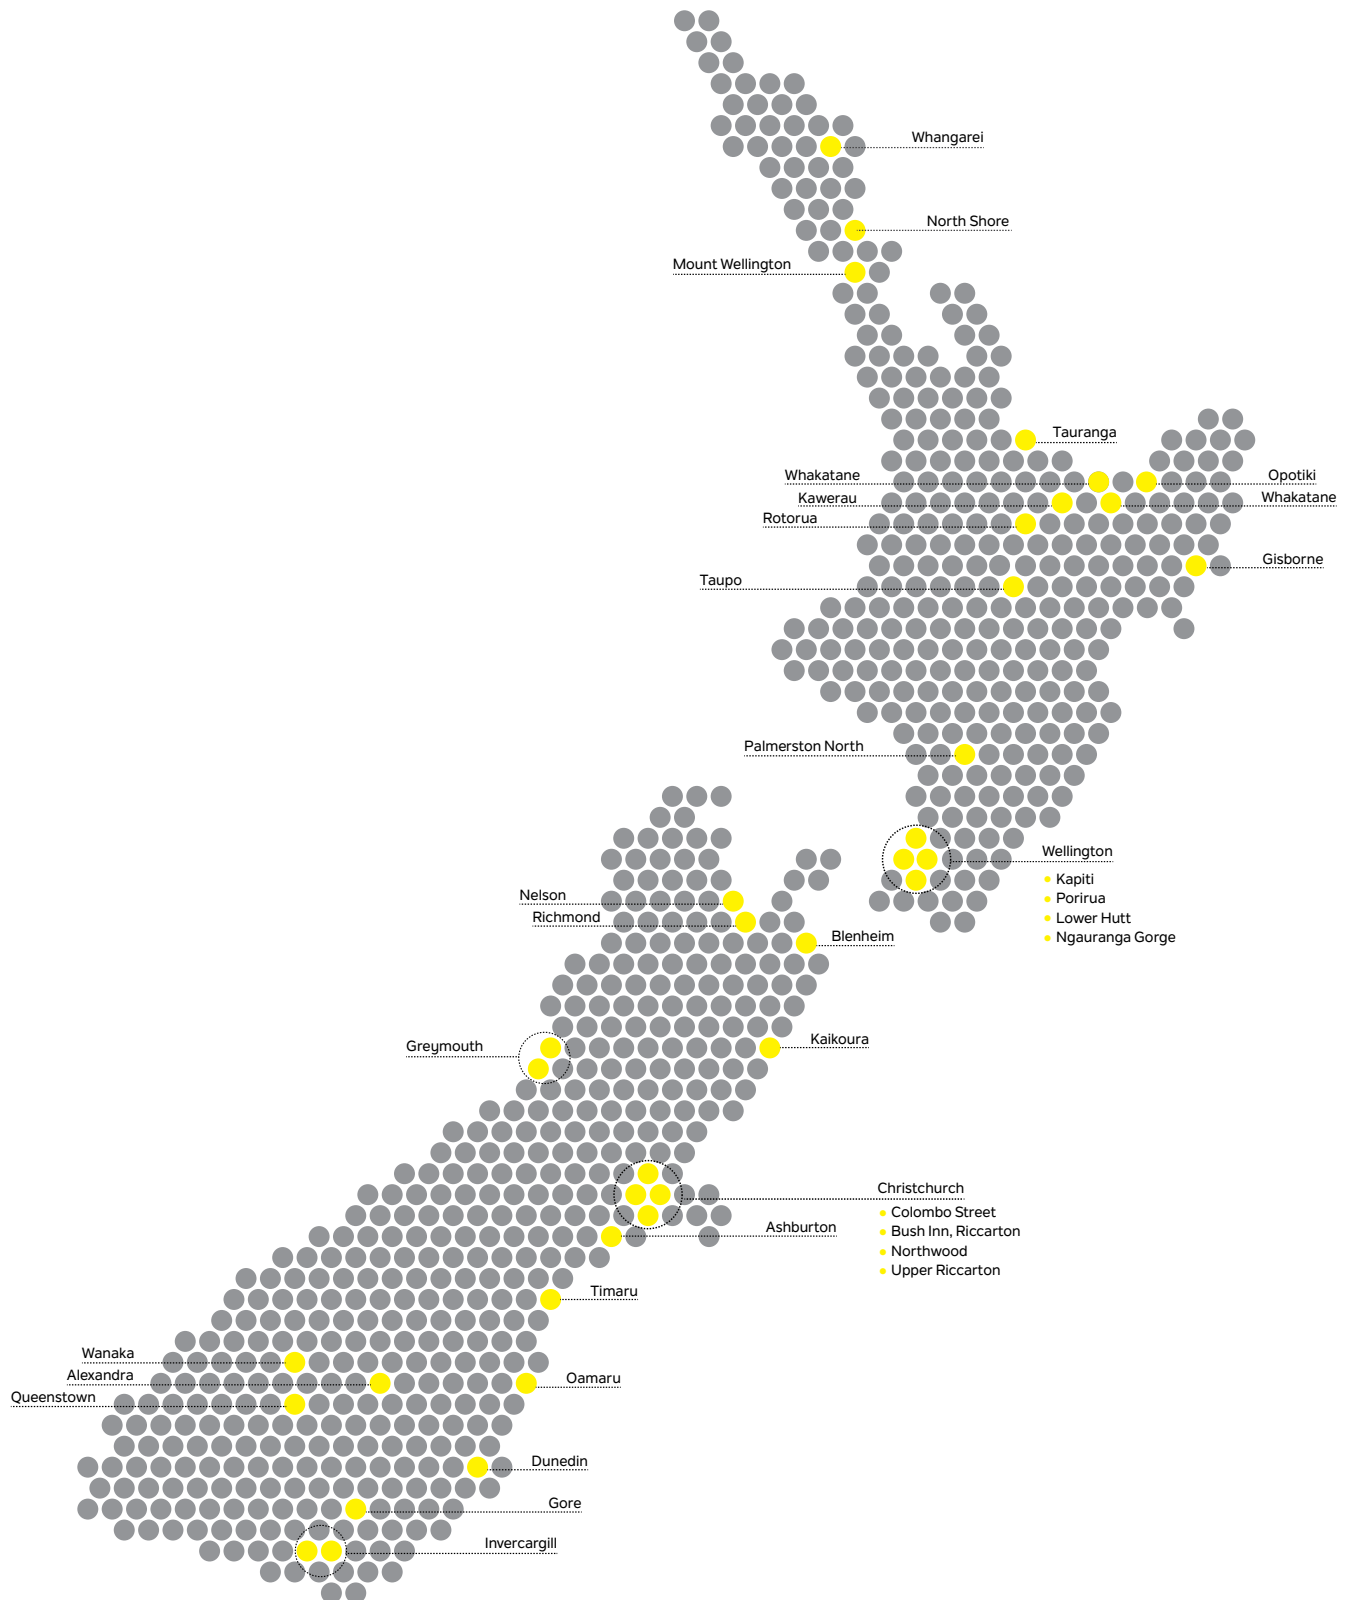 Whangarei
North Shore
Mount Wellington
Tauranga
Whakatane
Opotiki
Kawerau
Whakatane
Rotorua
Gisborne
Taupo
Palmerston North
Wellington
Kapiti
Porirua
Lower Hutt
Ngauranga Gorge
Nelson
Richmond
Blenheim
Greymouth
Kaikoura
Christchurch
Colombo Street
Bush Inn, Riccarton
Northwood
Upper Riccarton
Ashburton
Timaru
Wanaka
Alexandra
Oamaru
Queenstown
Dunedin
Gore
Invercargill